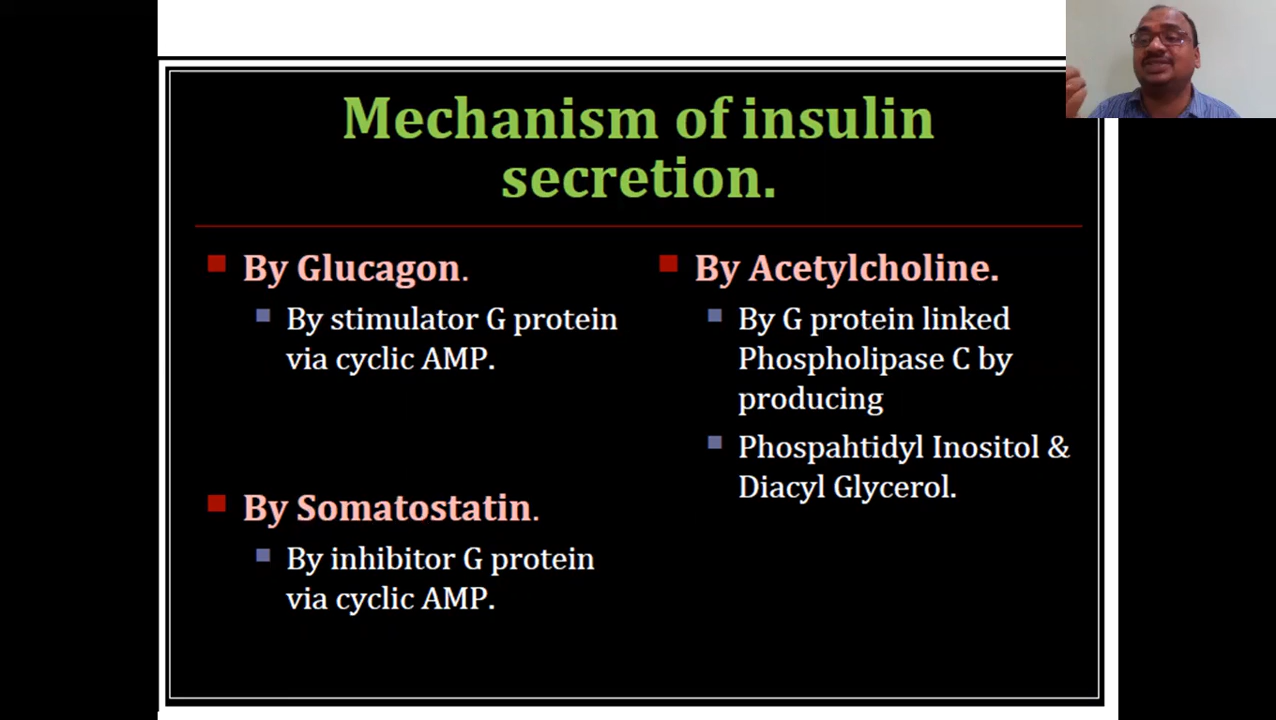 Mechanism of insulin
secretion.
By Glucagon.
By stimulator G protein
via cyclic AMP.
By Somatostatin.
By inhibitor G protein
via cyclic AMP.
By Acetylcholine.
By G protein linked
Phospholipase C by
producing
Phospahtidyl Inositol &
Diacyl Glycerol.